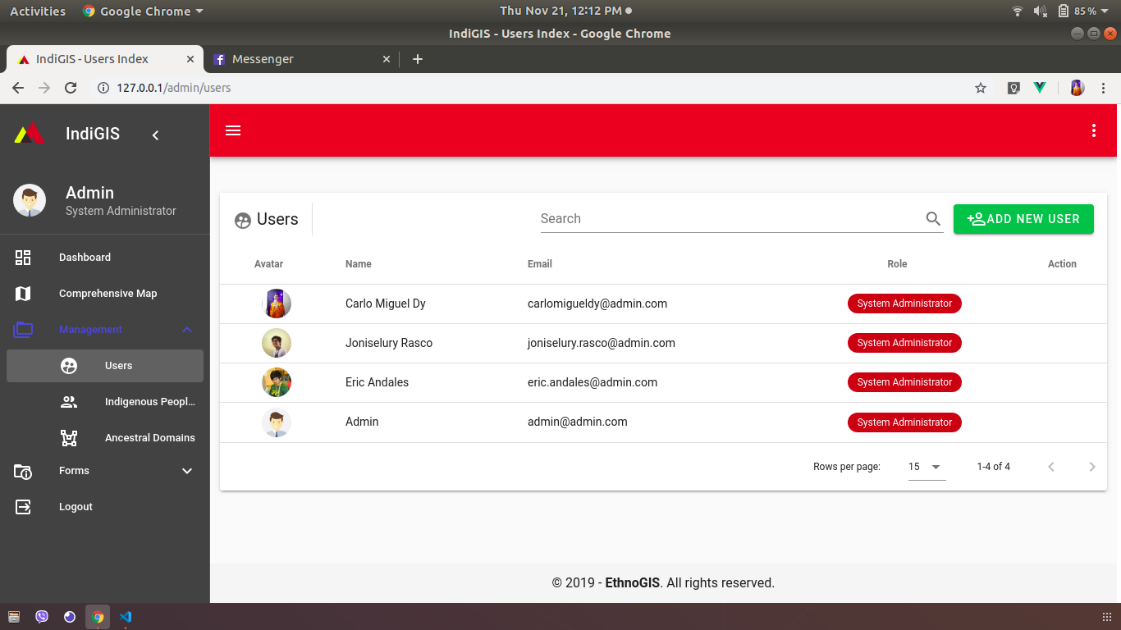 Activities Google Chrome Thu Nov 21, 12:12 PM 85 %
IndiGIS - Users Index - Google Chrome
IndiGIS - Users Index Messenger
127.0.0.1/admin/users
IndiGIS
Admin
System Administrator
Dashboard
Comprehensive Map
Management
Users
Indigenous Peopl...
Ancestral Domains
Forms
Logout
Users Search ADD NEW USER
Avatar Name Email Role Action
Carlo Miguel Dy carlomigueldy@admin.com System Administrator
Joniselury Rasco joniselury.rasco@admin.com System Administrator
Eric Andales eric.andales@admin.com System Administrator
Admin admin@admin.com System Administrator
Rows per page: 15 1-4 of 4
© 2019 - EthnoGIS. All rights reserved.